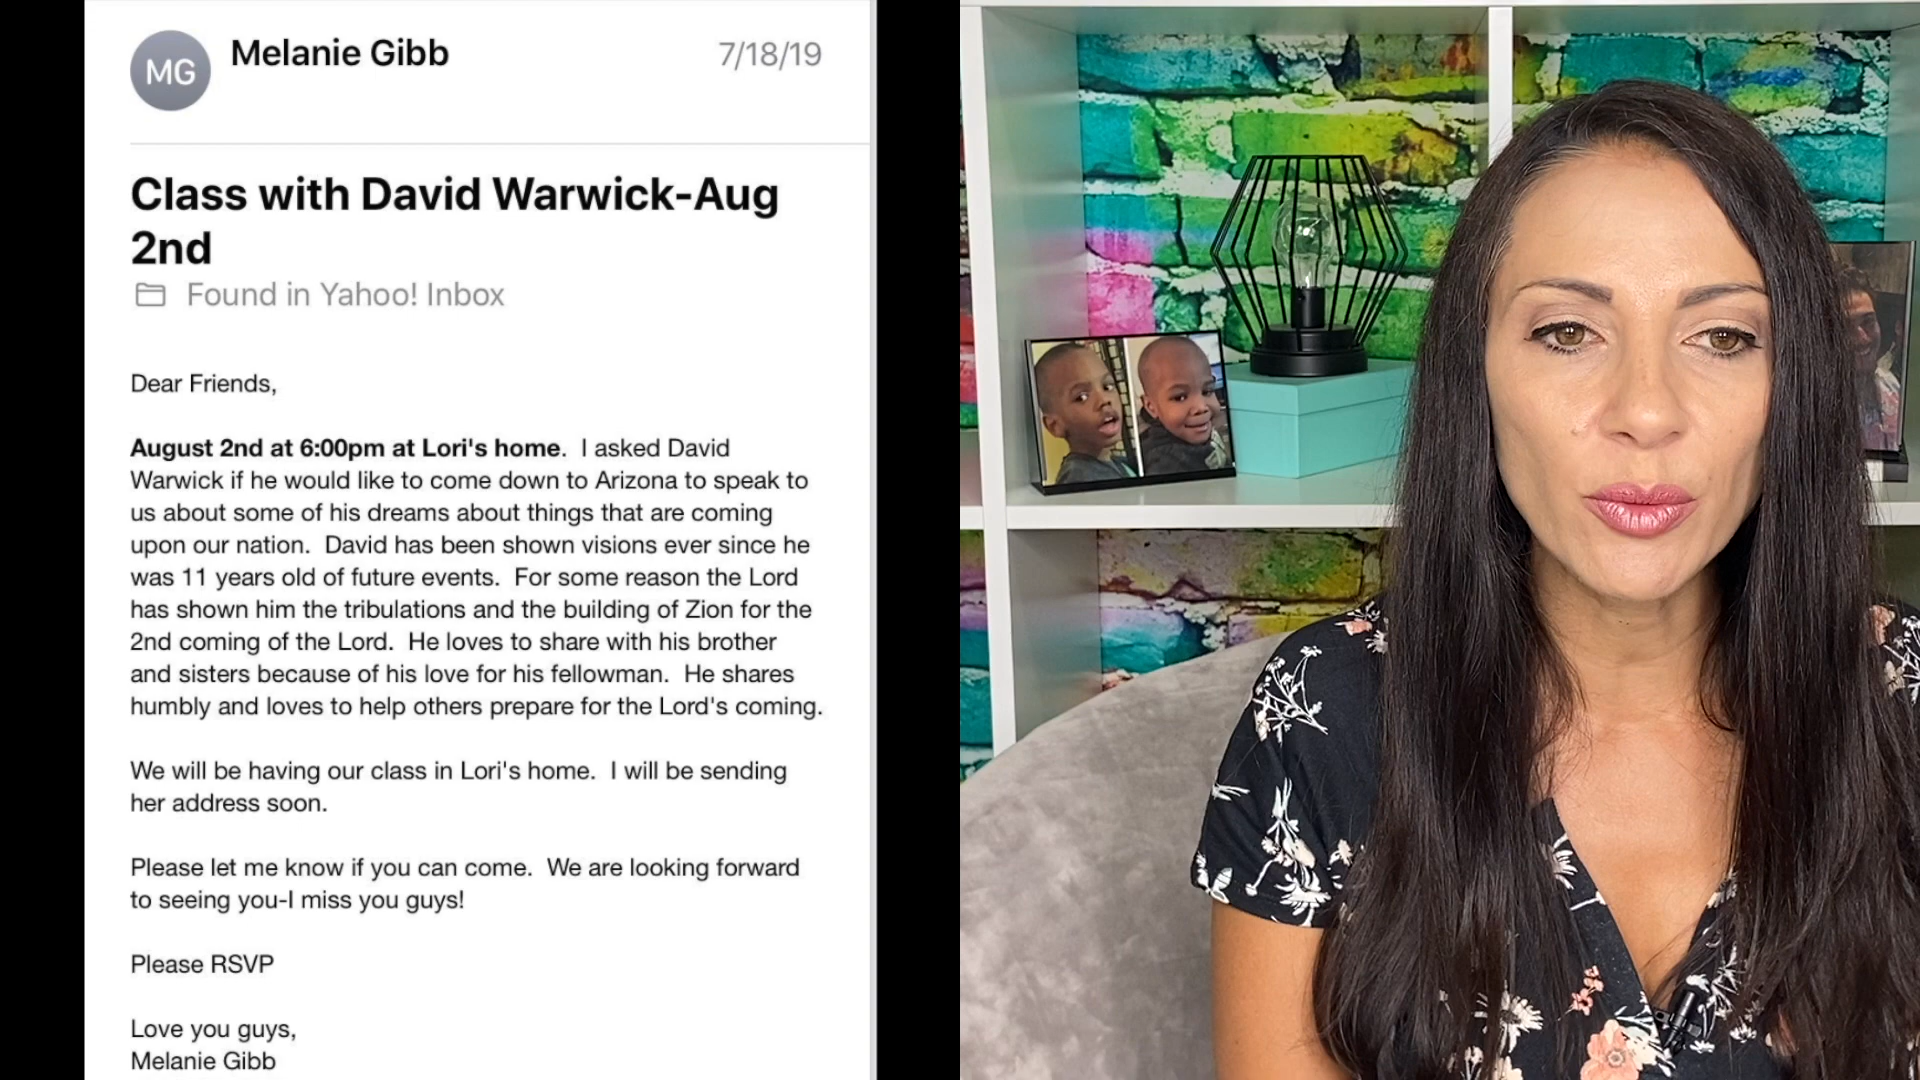 MG
Melanie Gibb
7/18/19
Class with David Warwick-Aug
2nd
Found in Yahoo! Inbox
Dear Friends,
August 2nd at 6:00pm at Lori's home.  I asked David
Warwick if he would like to come down to Arizona to speak to
us about some of his dreams about things that are coming
upon our nation.  David has been shown visions ever since he
was 11 years old of future events.  For some reason the Lord
has shown him the tribulations and the building of Zion for the
2nd coming of the Lord.  He loves to share with his brother
and sisters because of his love for his fellowman.  He shares
humbly and loves to help others prepare for the Lord's coming.
We will be having our class in Lori's home.  I will be sending
her address soon.
Please let me know if you can come.  We are looking forward
to seeing you-I miss you guys!
Please RSVP
Love you guys,
Melanie Gibb